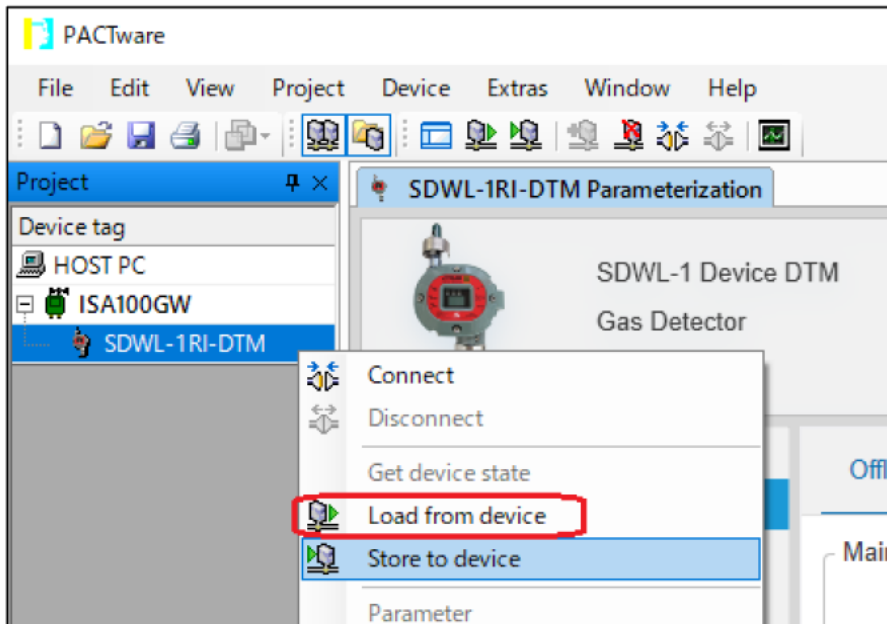 PACTware
File Edit View Project Device Extras Window Help
Project
SDWL-1RI-DTM Parameterization
Device tag
HOST PC
SDWL-1 Device DTM
ISA100GW
Gas Detector
SDWL-1RI-DTM
Connect
Disconnect
Get device state
Load from device
Store to device
Parameter